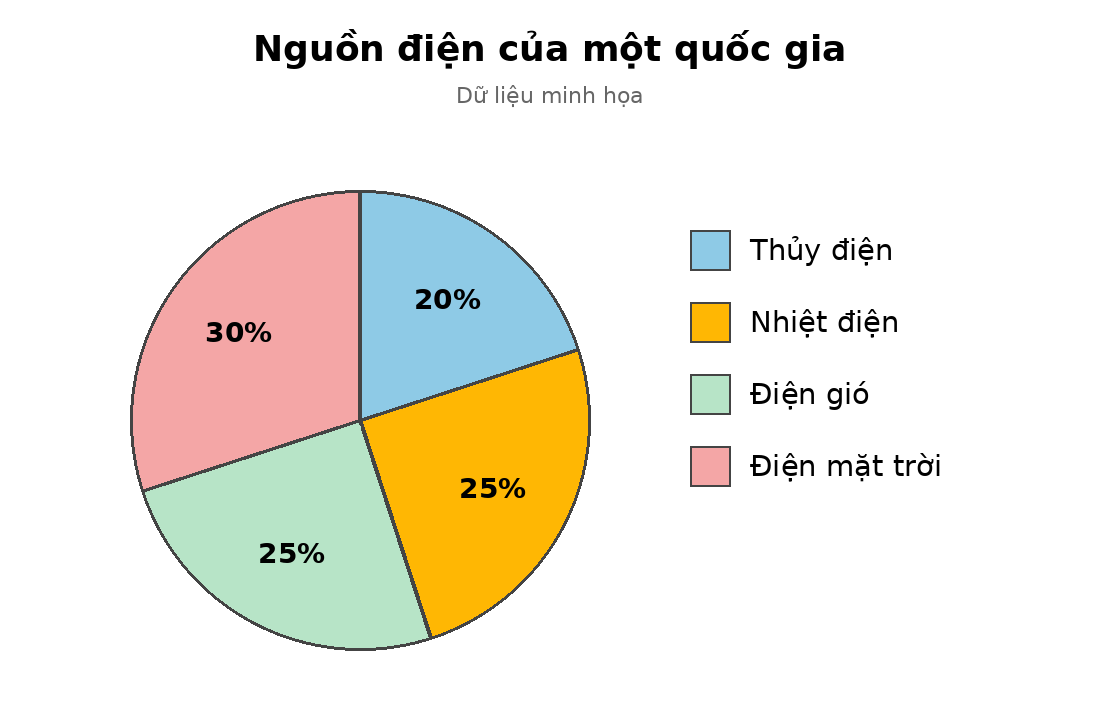 Nguồn điện của một quốc gia
Dữ liệu minh họa
20%
30%
25%
25%
Thủy điện
Nhiệt điện
Điện gió
Điện mặt trời